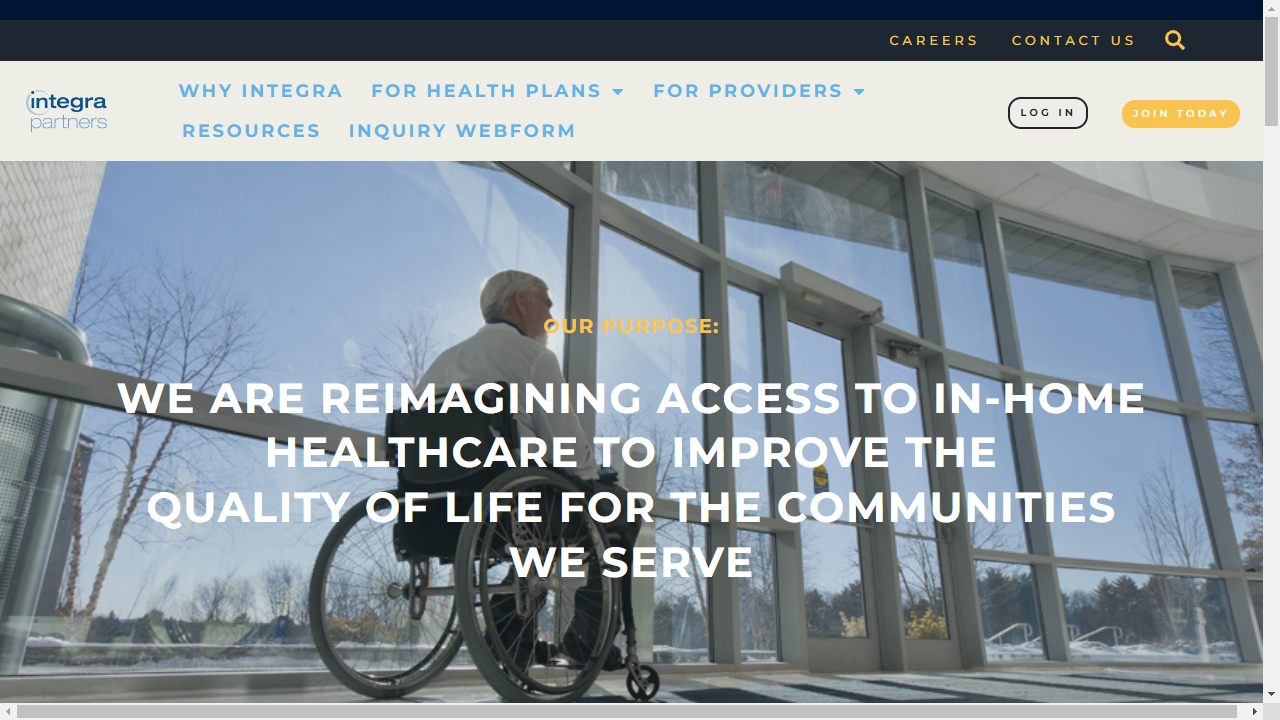 CAREERS CONTACT US
integra partners
WHY INTEGRA FOR HEALTH PLANS FOR PROVIDERS
RESOURCES INQUIRY WEBFORM
LOG IN JOIN TODAY
OUR PURPOSE:
WE ARE REIMAGINING ACCESS TO IN-HOME
HEALTHCARE TO IMPROVE THE
QUALITY OF LIFE FOR THE COMMUNITIES
WE SERVE